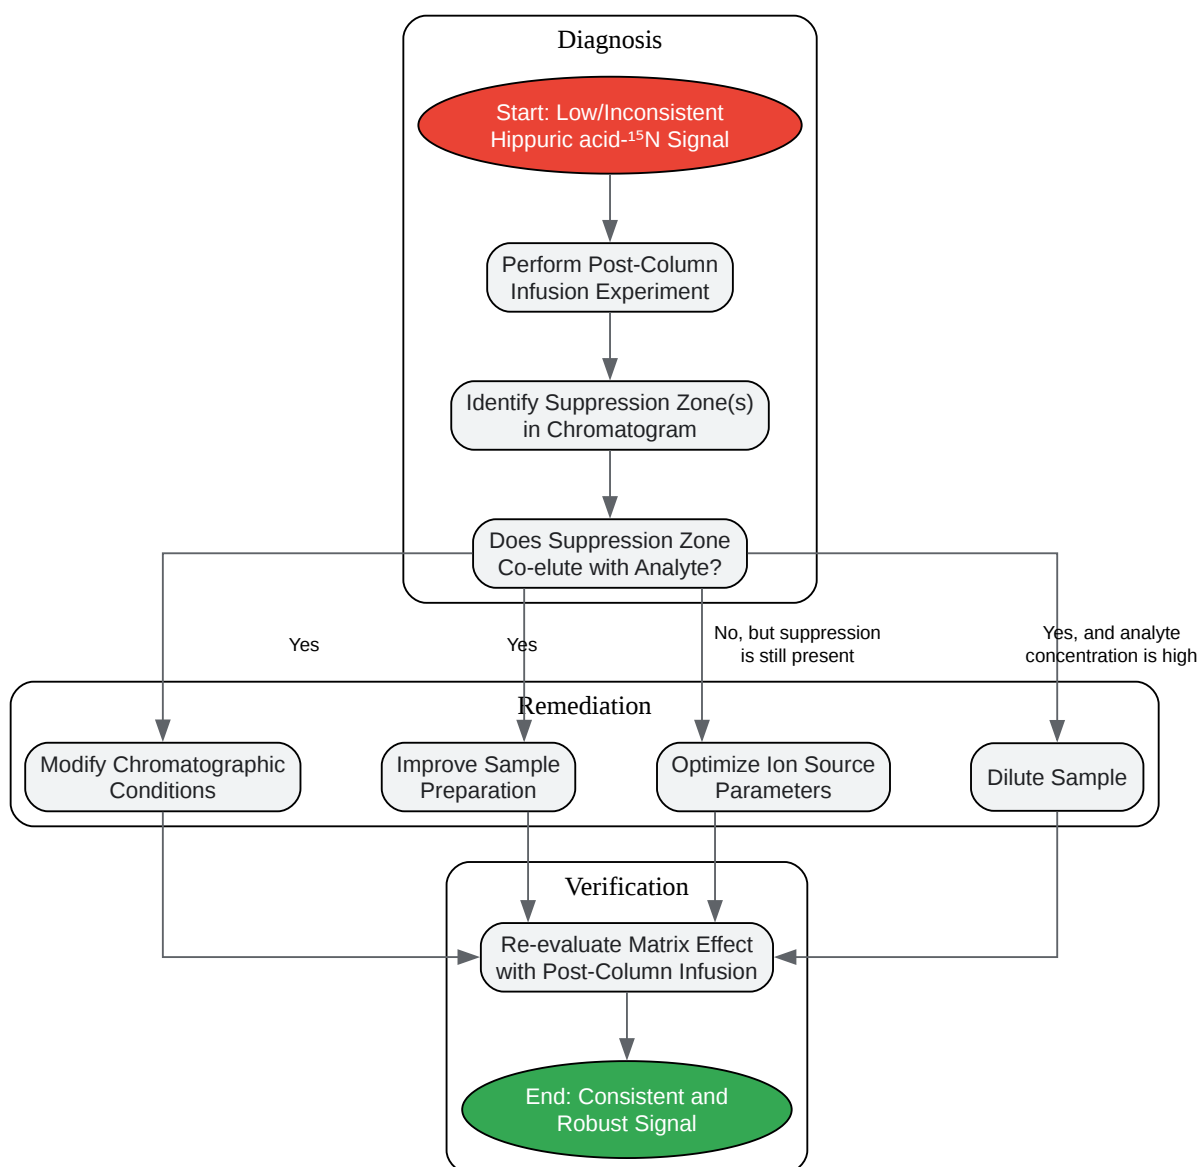 Diagnosis
Start: Low/Inconsistent
Hippuric acid-¹⁵N Signal
Perform Post-Column
Infusion Experiment
Identify Suppression Zone(s)
in Chromatogram
Does Suppression Zone
Co-elute with Analyte?
Yes
Yes
No, but suppression
is still present
Yes, and analyte
concentration is high
Remediation
Modify Chromatographic
Conditions
Improve Sample
Preparation
Optimize Ion Source
Parameters
Dilute Sample
Verification
Re-evaluate Matrix Effect
with Post-Column Infusion
End: Consistent and
Robust Signal